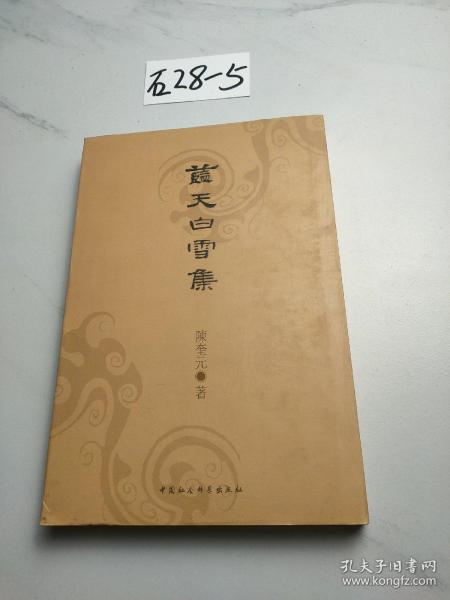 石28-5
藍天白雪集
陳奎元●著
中国社会科学出版社
孔夫子旧书网
www.kongfz.com